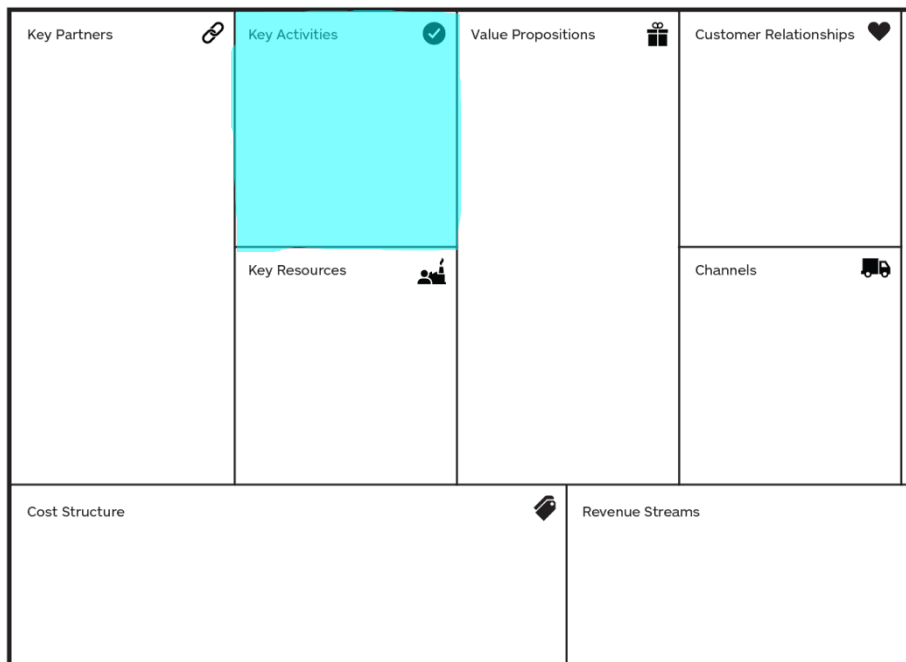 Key Partners
Key Activities
Value Propositions
Customer Relationships
Key Resources
Channels
Cost Structure
Revenue Streams